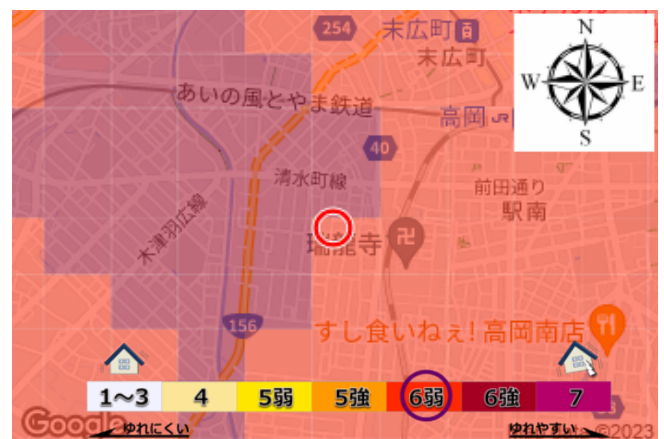 254
末広町
末広町
N
W
E
S
あいの風とやま鉄道
高岡
40
清水町線
前田通り
駅南
木津羽広線
瑞龍寺
卍
156
すし食いねぇ！高岡南店
1～3
4
5弱
5強
6弱
6強
7
Google
ゆれにくい
ゆれやすい
©2023